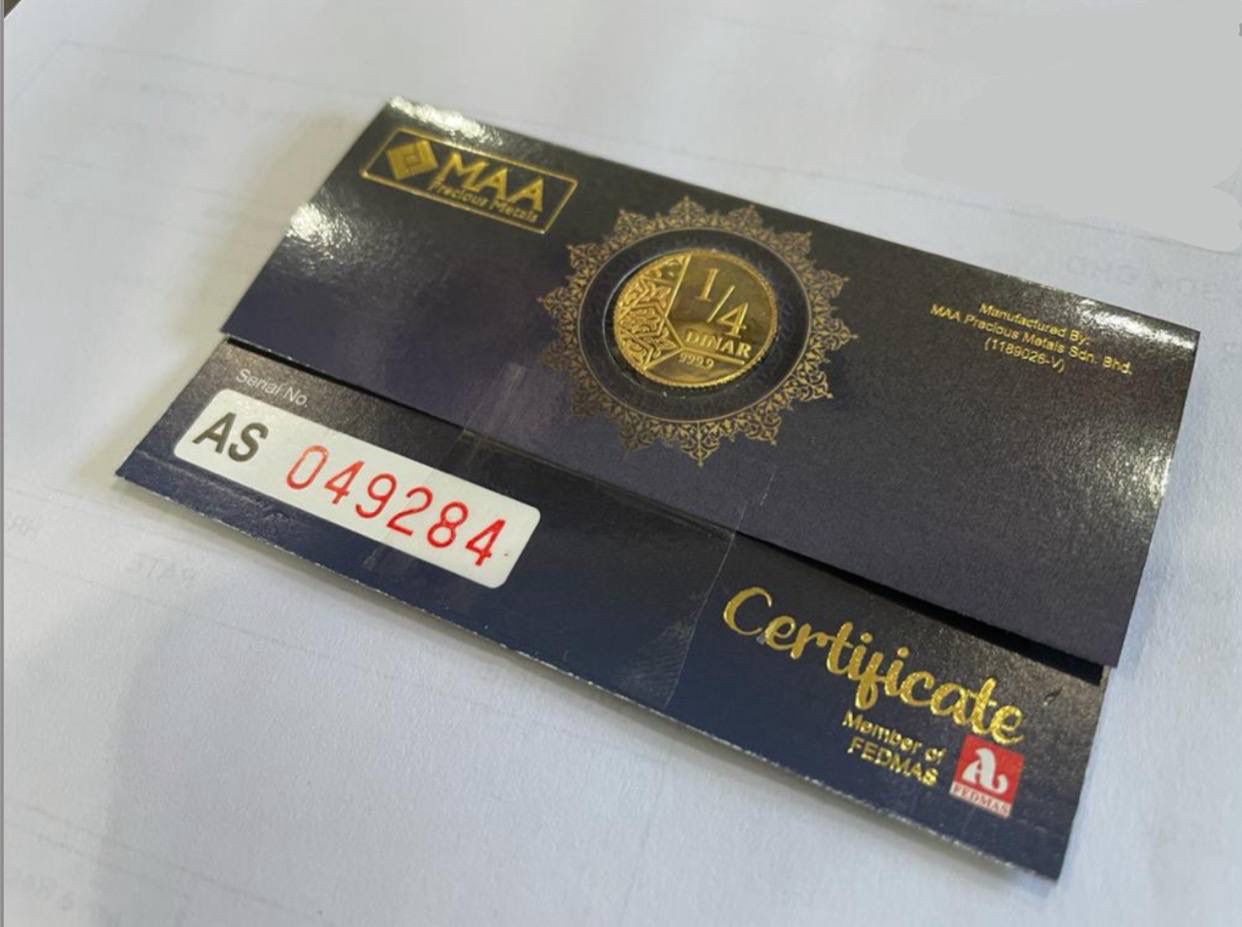 MAA
Precious Metals
1/4
DINAR
999.9
Manufactured By:
MAA Precious Metals Sdn. Bhd.
(1189026-V)
Serial No.
AS 049284
Certificate
Member of
FEDMAS
FEDMAS